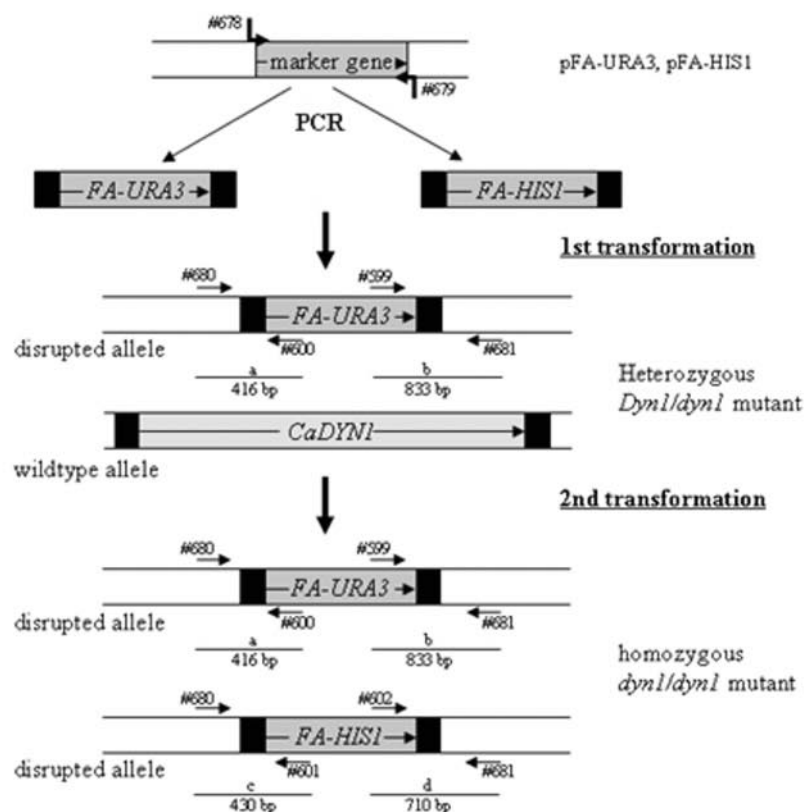 #678
marker gene
pFA-URA3, pFA-HIS1
#679
PCR
FA-URA3
FA-HIS1
1st transformation
#680
#599
FA-URA3
disrupted allele
#600
#681
a
b
416 bp
833 bp
Heterozygous
Dyn1/dyn1 mutant
CaDYN1
wildtype allele
2nd transformation
#680
#599
FA-URA3
disrupted allele
#600
#681
a
b
416 bp
833 bp
homozygous
dyn1/dyn1 mutant
#680
#602
FA-HIS1
disrupted allele
#601
#681
c
d
430 bp
710 bp